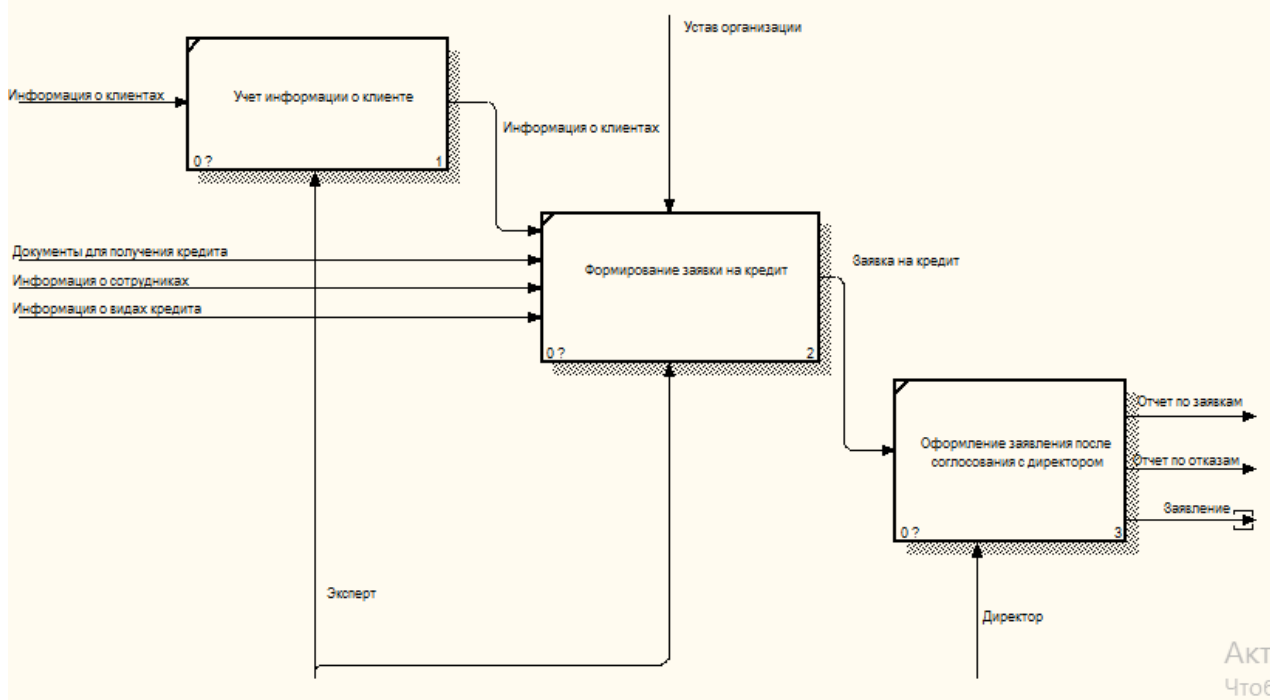 Устав организации
Информация о клиентах
Учет информации о клиенте
0 ?
1
Информация о клиентах
Документы для получения кредита
Информация о сотрудниках
Информация о видах кредита
Формирование заявки на кредит
0 ?
2
Заявка на кредит
Оформление заявления после
соглосования с директором
0 ?
3
Отчет по заявкам
Отчет по отказам
Заявление
Эксперт
Директор
Акт
Чтоб